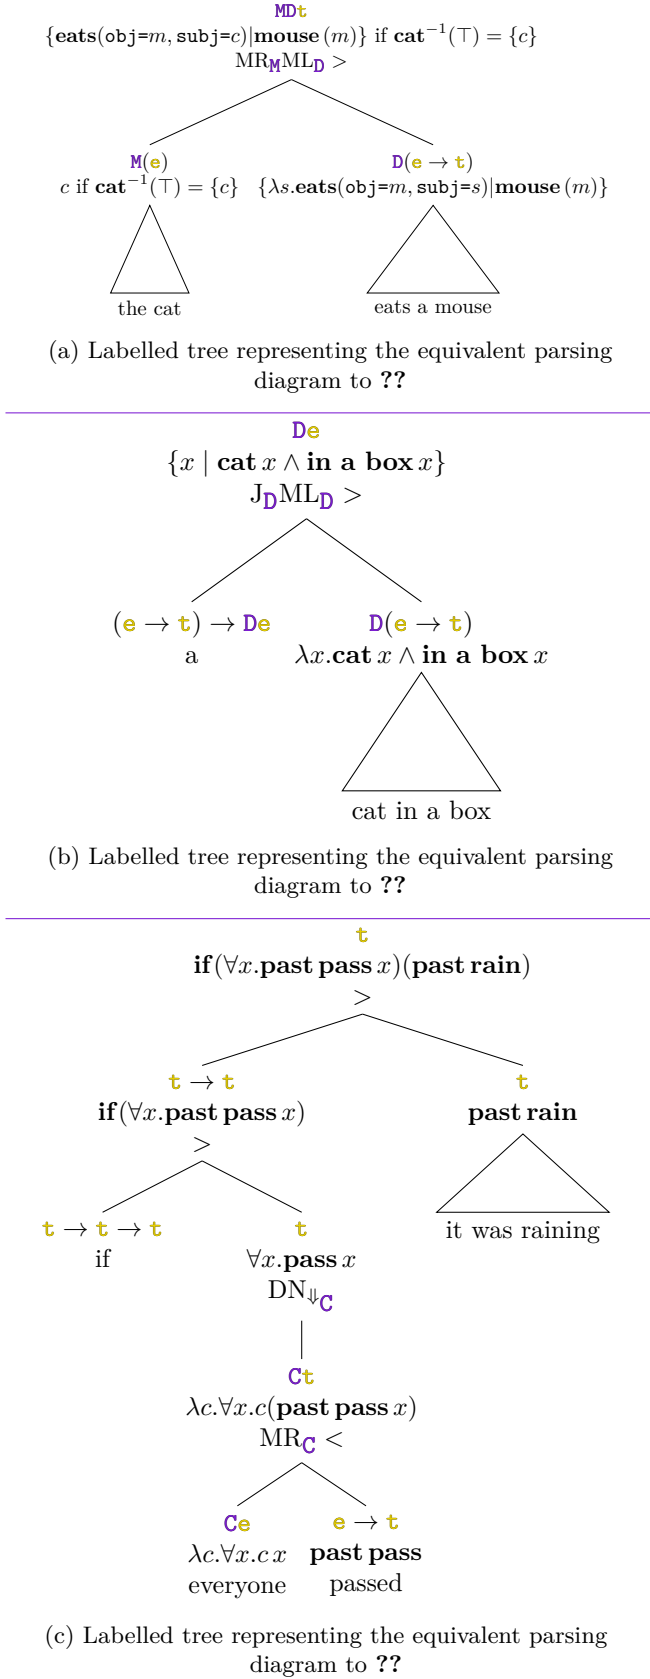 MDt
{eats(obj=m, subj=c)|mouse (m)} if cat⁻¹(⊤) = {c}
MR_M ML_D >
M(e) D(e → t)
c if cat⁻¹(⊤) = {c} {λs.eats(obj=m, subj=s)|mouse (m)}
the cat eats a mouse
(a) Labelled tree representing the equivalent parsing
diagram to ??
De
{x | cat x ∧ in a box x}
J_D ML_D >
(e → t) → De D(e → t)
a λx.cat x ∧ in a box x
cat in a box
(b) Labelled tree representing the equivalent parsing
diagram to ??
t
if(∀x.past pass x)(past rain)
>
t → t t
if(∀x.past pass x) past rain
>
t → t → t t it was raining
if ∀x.pass x
DN_⇓C
Ct
λc.∀x.c(past pass x)
MR_C <
Ce e → t
λc.∀x.c x past pass
everyone passed
(c) Labelled tree representing the equivalent parsing
diagram to ??